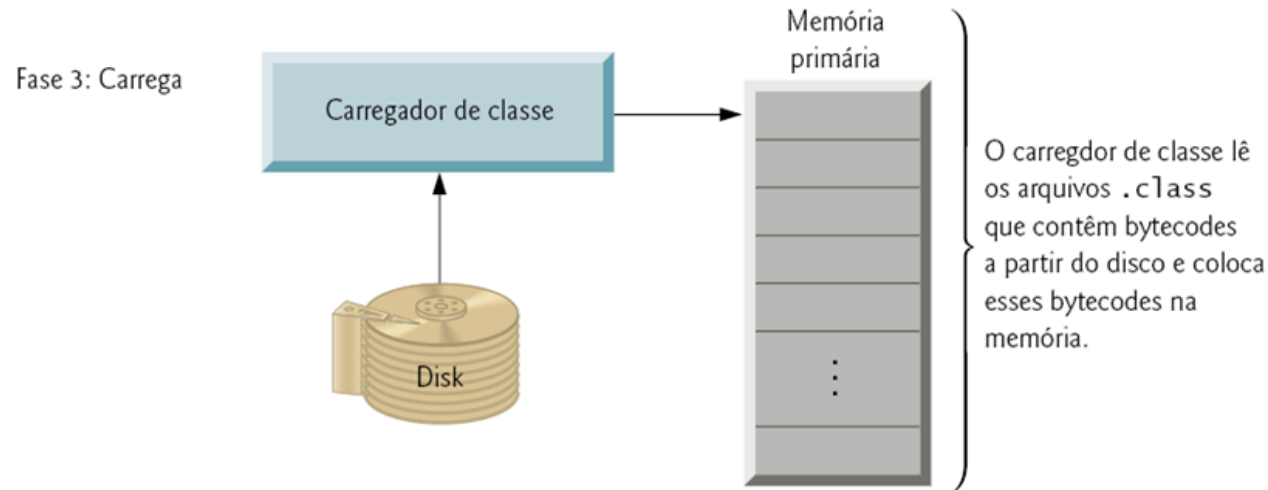 Fase 3: Carrega
Carregador de classe
Disk
Memória
primária
O carregdor de classe lê
os arquivos .class
que contêm bytecodes
a partir do disco e coloca
esses bytecodes na
memória.